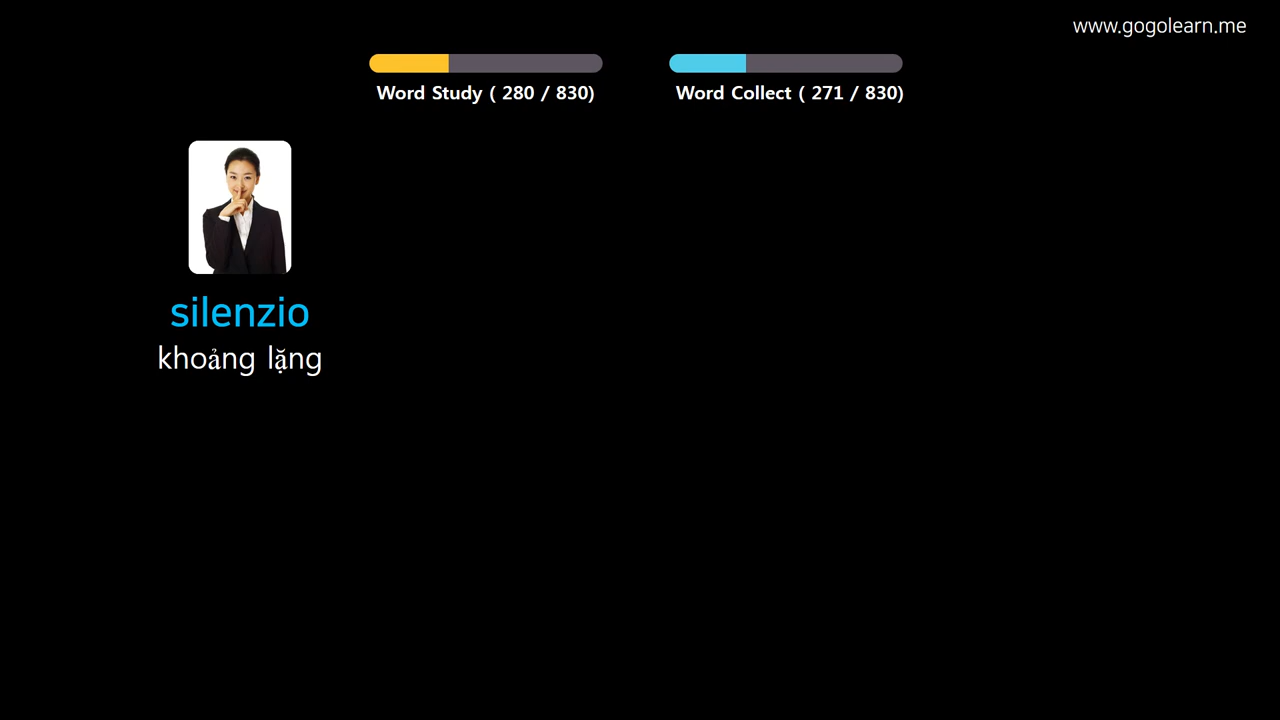 www.gogolearn.me
Word Study ( 280 / 830)
Word Collect ( 271 / 830)
silenzio
khoảng lặng